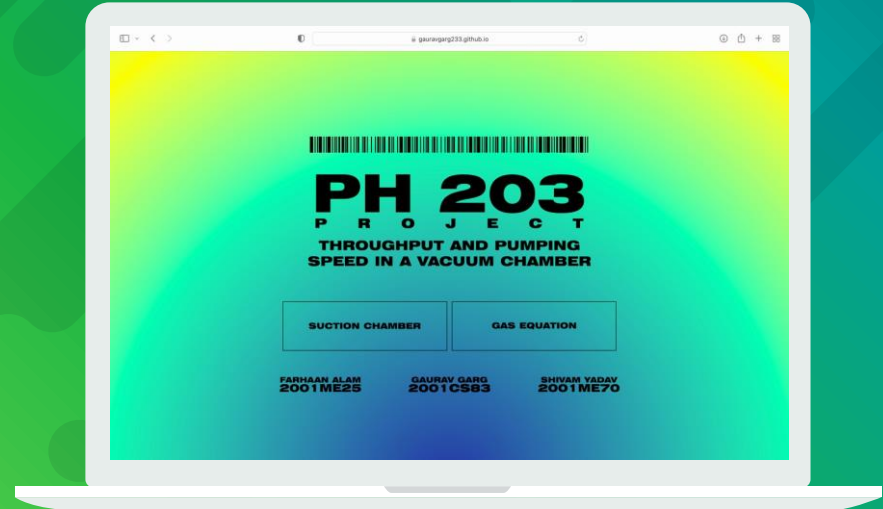 gauravgarg233.github.io
PH 203
PROJECT
THROUGHPUT AND PUMPING
SPEED IN A VACUUM CHAMBER
SUCTION CHAMBER
GAS EQUATION
FARHAAN ALAM
2001ME25
GAURAV GARG
2001CS83
SHIVAM YADAV
2001ME70